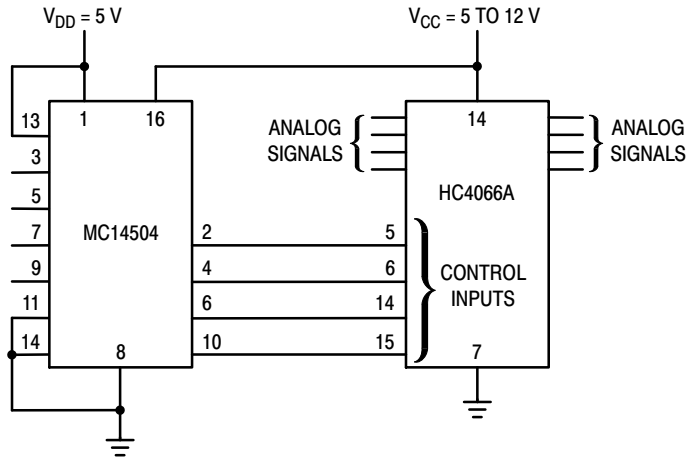 VDD = 5 V
VCC = 5 TO 12 V
13
1
16
3
5
7
9
11
14
8
MC14504
2
4
6
10
ANALOG
SIGNALS
14
ANALOG
SIGNALS
HC4066A
5
6
14
15
CONTROL
INPUTS
7